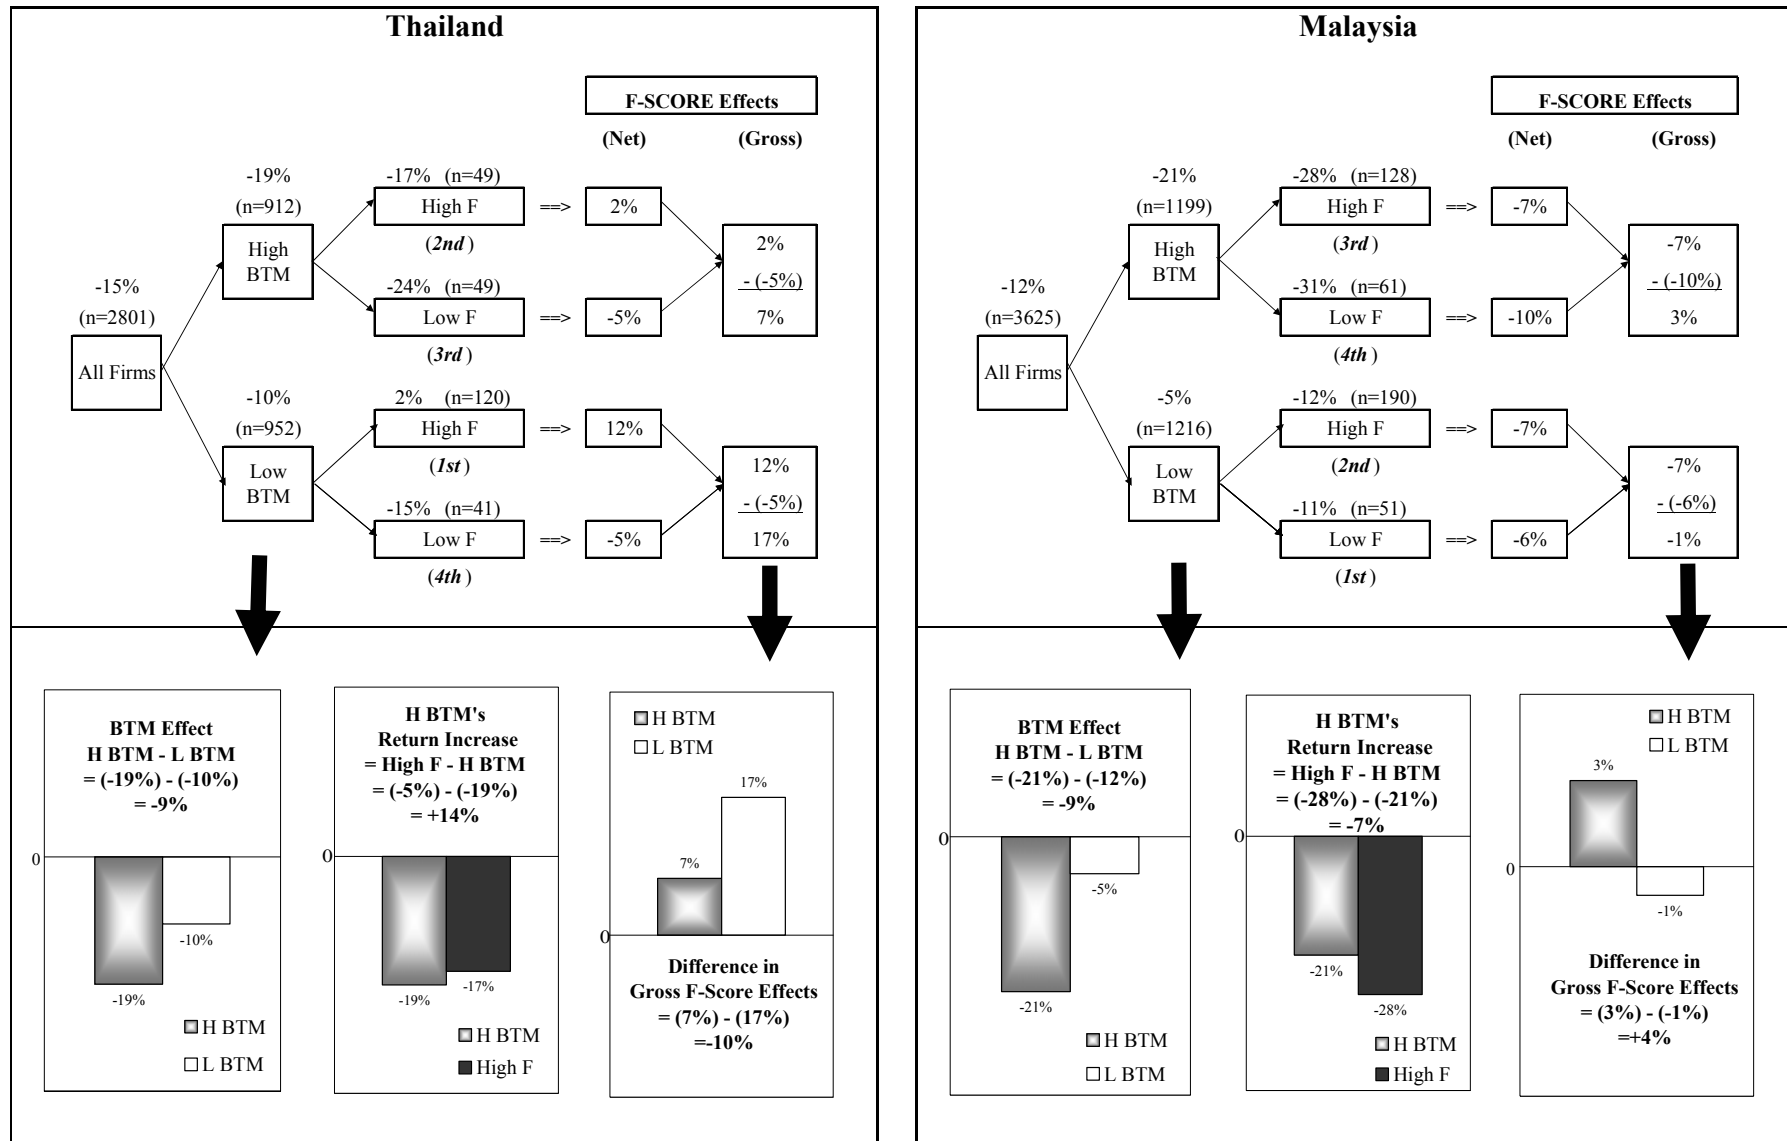 Thailand
F-SCORE Effects
(Net) (Gross)
-19% -17% (n=49)
(n=912) High F ==> 2%
(2nd )
High
BTM
2%
- (-5%)
7%
-15%
(n=2801)
All Firms
-24% (n=49)
Low F ==> -5%
(3rd )
-10% 2% (n=120)
(n=952) High F ==> 12%
(1st )
Low
BTM
12%
- (-5%)
17%
-15% (n=41)
Low F ==> -5%
(4th )
BTM Effect
H BTM - L BTM
= (-19%) - (-10%)
= -9%
0
-10%
-19%
H BTM
L BTM
H BTM's
Return Increase
= High F - H BTM
= (-5%) - (-19%)
= +14%
0
-19% -17%
H BTM
High F
H BTM
L BTM
17%
7%
0
Difference in
Gross F-Score Effects
= (7%) - (17%)
=-10%
Malaysia
F-SCORE Effects
(Net) (Gross)
-21% -28% (n=128)
(n=1199) High F ==> -7%
(3rd )
High
BTM
-7%
- (-10%)
3%
-12%
(n=3625)
All Firms
-31% (n=61)
Low F ==> -10%
(4th )
-5% -12% (n=190)
(n=1216) High F ==> -7%
(2nd )
Low
BTM
-7%
- (-6%)
-1%
-11% (n=51)
Low F ==> -6%
(1st )
BTM Effect
H BTM - L BTM
= (-21%) - (-12%)
= -9%
0
-5%
-21%
H BTM
L BTM
H BTM's
Return Increase
= High F - H BTM
= (-28%) - (-21%)
= -7%
0
-21%
-28%
H BTM
High F
H BTM
L BTM
3%
0
-1%
Difference in
Gross F-Score Effects
= (3%) - (-1%)
=+4%